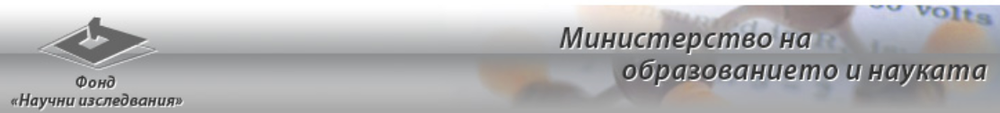 volts
Министерство на
образованието и науката
Фонд
«Научни изследвания»